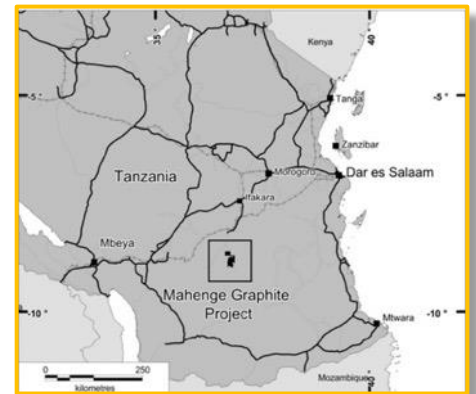 35
40
Kenya
-5
-5
Tanga
Zanzibar
Tanzania
Morogoro
Dar es Salaam
Ifakara
Mbeya
Mahenge Graphite
Project
-10
-10
Mtwara
0
250
kilometres
Mozambique
40